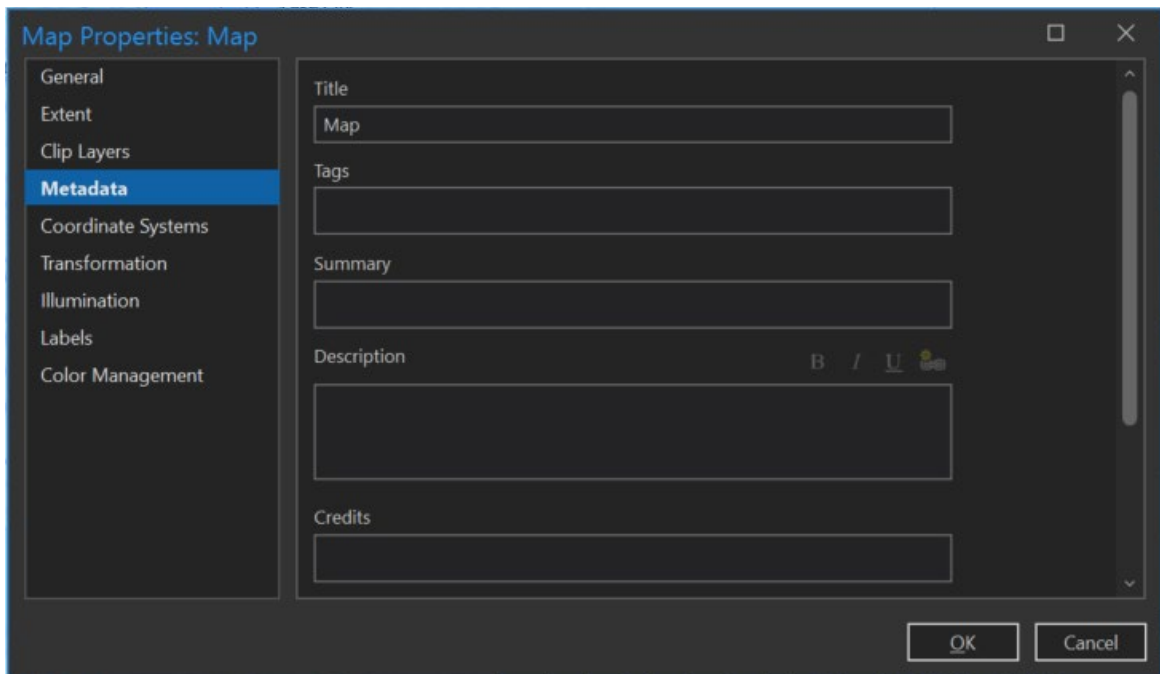 Map Properties: Map
General
Extent
Clip Layers
Metadata
Coordinate Systems
Transformation
Illumination
Labels
Color Management
Title
Map
Tags
Summary
Description
B I U
Credits
OK
Cancel